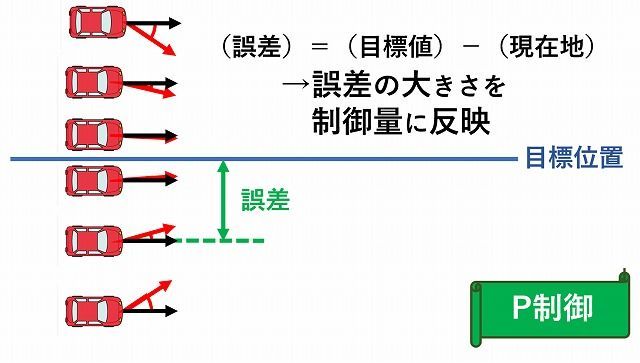 （誤差）＝（目標値）－（現在地）
→誤差の大きさを
制御量に反映
目標位置
誤差
P制御